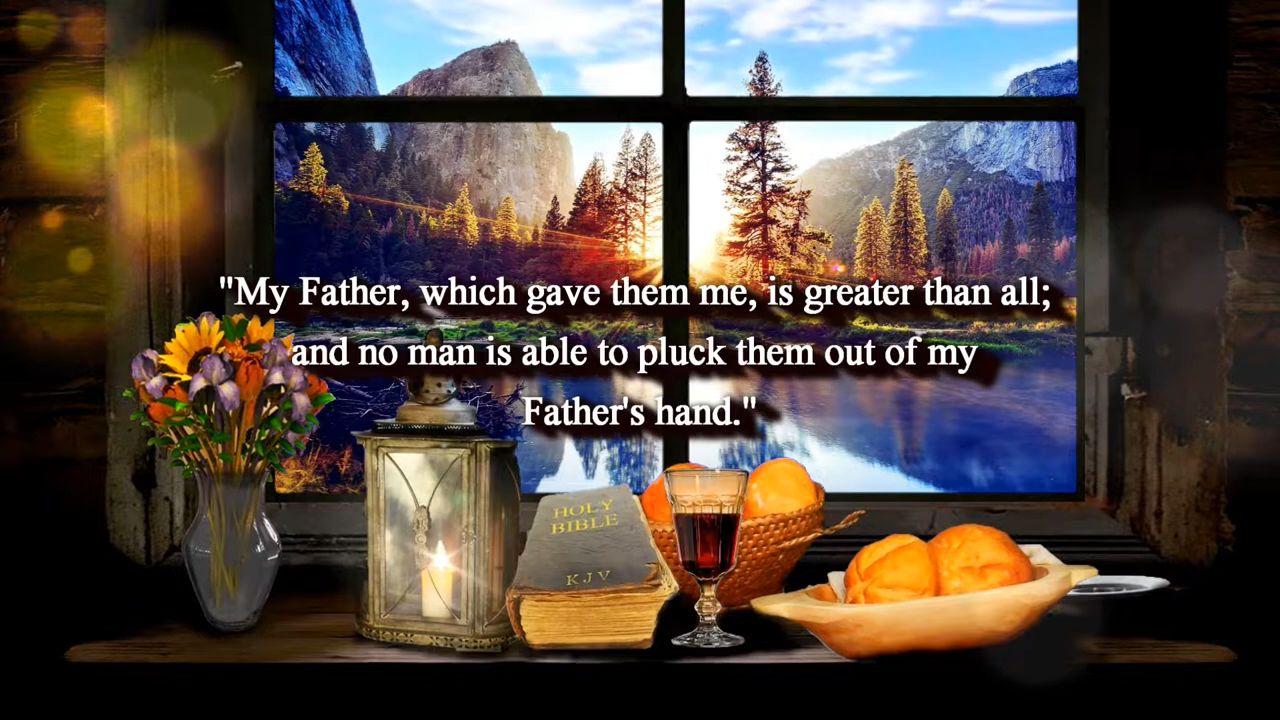 "My Father, which gave them me, is greater than all;
and no man is able to pluck them out of my
Father's hand."
HOLY
BIBLE
KJV